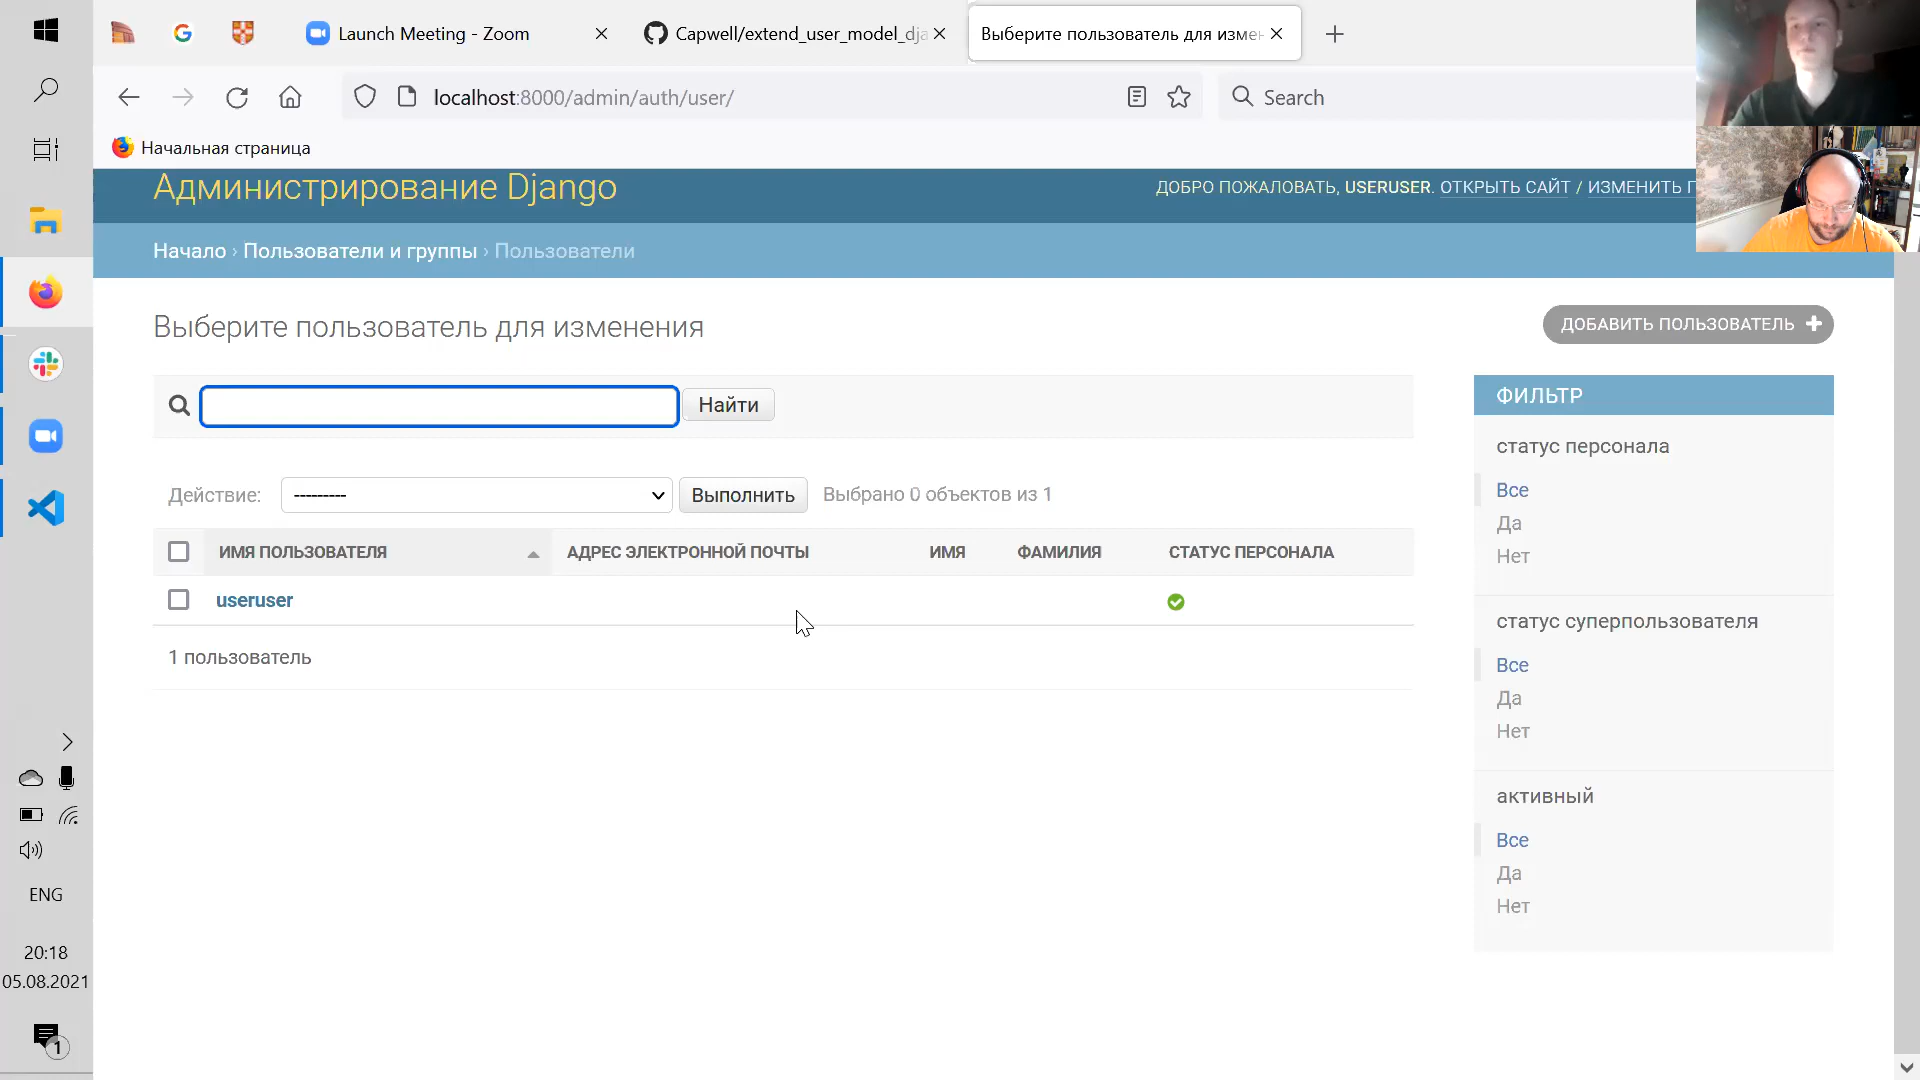 Launch Meeting - Zoom
Capwell/extend_user_model_dja
Выберите пользователь для измен
localhost:8000/admin/auth/user/
Search
Начальная страница
Администрирование Django
ДОБРО ПОЖАЛОВАТЬ, USERUSER. ОТКРЫТЬ САЙТ / ИЗМЕНИТЬ
Начало › Пользователи и группы › Пользователи
Выберите пользователь для изменения
ДОБАВИТЬ ПОЛЬЗОВАТЕЛЬ
Найти
Действие: --------- Выполнить Выбрано 0 объектов из 1
ИМЯ ПОЛЬЗОВАТЕЛЯ АДРЕС ЭЛЕКТРОННОЙ ПОЧТЫ ИМЯ ФАМИЛИЯ СТАТУС ПЕРСОНАЛА
useruser
1 пользователь
ФИЛЬТР
статус персонала
Все
Да
Нет
статус суперпользователя
Все
Да
Нет
активный
Все
Да
Нет
ENG
20:18
05.08.2021
1